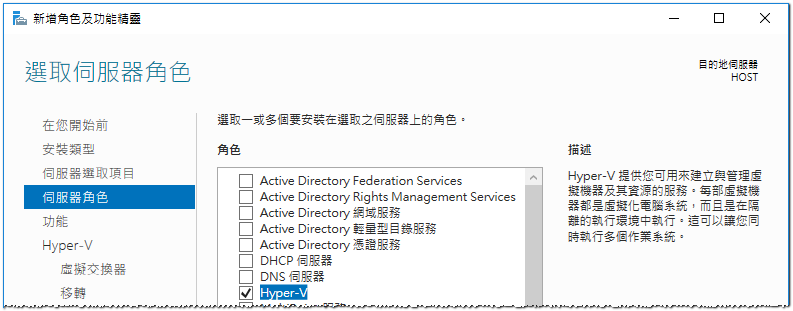 新增角色及功能精靈
選取伺服器角色
目的地伺服器
HOST
在您開始前
安裝類型
伺服器選取項目
伺服器角色
功能
Hyper-V
虛擬交換器
移轉
選取一或多個要安裝在選取之伺服器上的角色。
角色
Active Directory Federation Services
Active Directory Rights Management Services
Active Directory 網域服務
Active Directory 輕量型目錄服務
Active Directory 憑證服務
DHCP 伺服器
DNS 伺服器
Hyper-V
描述
Hyper-V 提供您可用來建立與管理虛
擬機器及其資源的服務。每部虛擬機
器都是虛擬化電腦系統，而且是在隔
離的執行環境中執行。這可以讓您同
時執行多個作業系統。